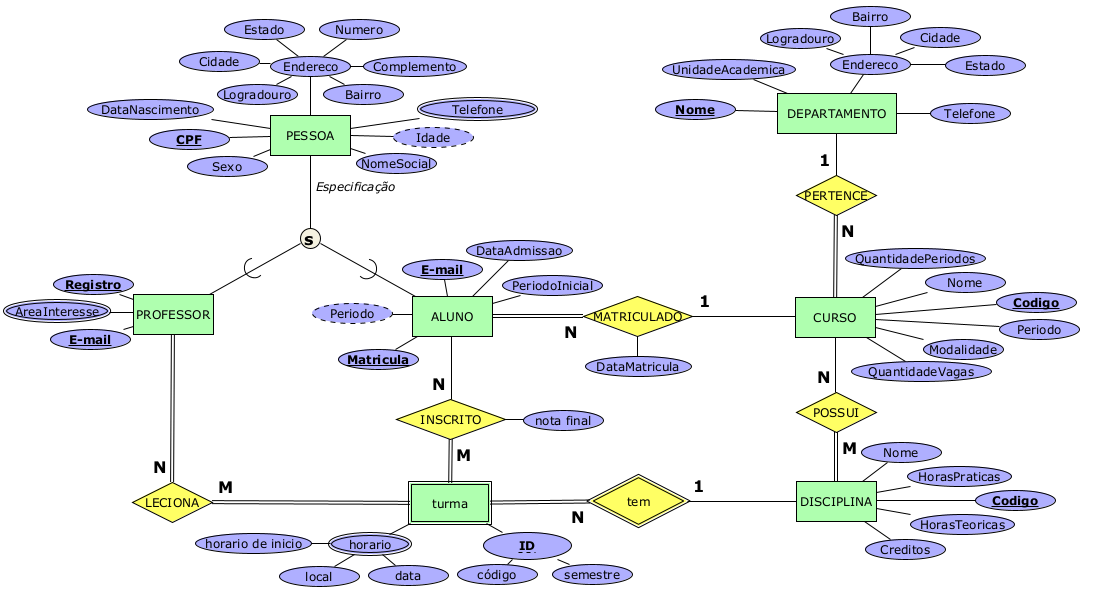 Bairro
Estado
Numero
Logradouro
Cidade
Cidade
Endereco
Complemento
Endereco
Estado
UnidadeAcademica
Logradouro
Bairro
DataNascimento
Telefone
Nome
DEPARTAMENTO
Telefone
CPF
PESSOA
Idade
Sexo
NomeSocial
1
Especificação
PERTENCE
N
s
DataAdmissao
QuantidadePeriodos
E-mail
Registro
PeriodoInicial
Nome
AreaInteresse
PROFESSOR
Periodo
ALUNO
MATRICULADO
1
CURSO
Codigo
N
Periodo
E-mail
Matricula
DataMatricula
Modalidade
QuantidadeVagas
N
N
INSCRITO
nota final
POSSUI
M
M
Nome
N
HorasPraticas
M
1
LECIONA
turma
tem
DISCIPLINA
Codigo
N
HorasTeoricas
horario de inicio
horario
ID
Creditos
local
data
código
semestre